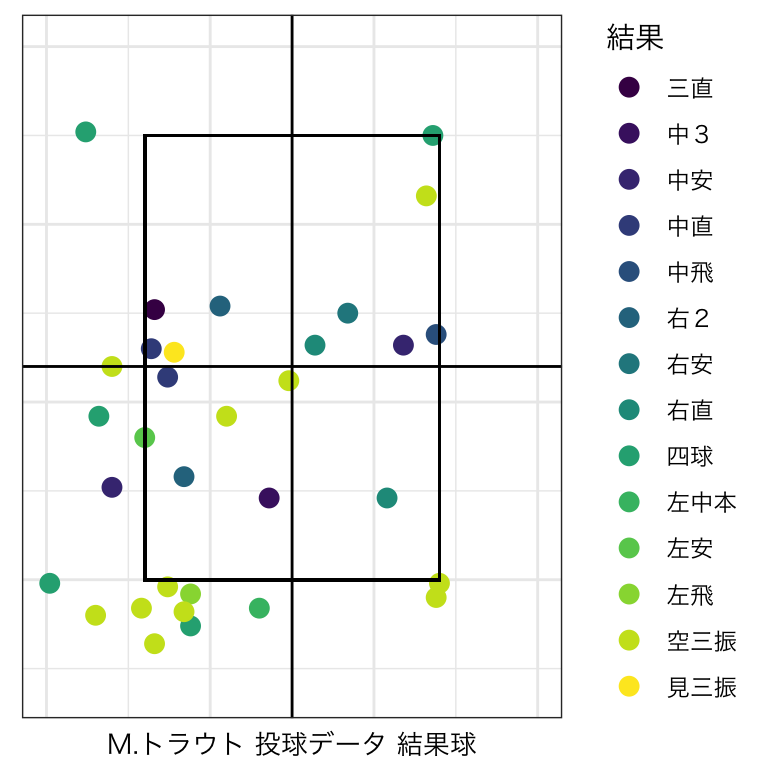 結果
三直
中３
中安
中直
中飛
右２
右安
右直
四球
左中本
左安
左飛
空三振
見三振
M.トラウト 投球データ 結果球